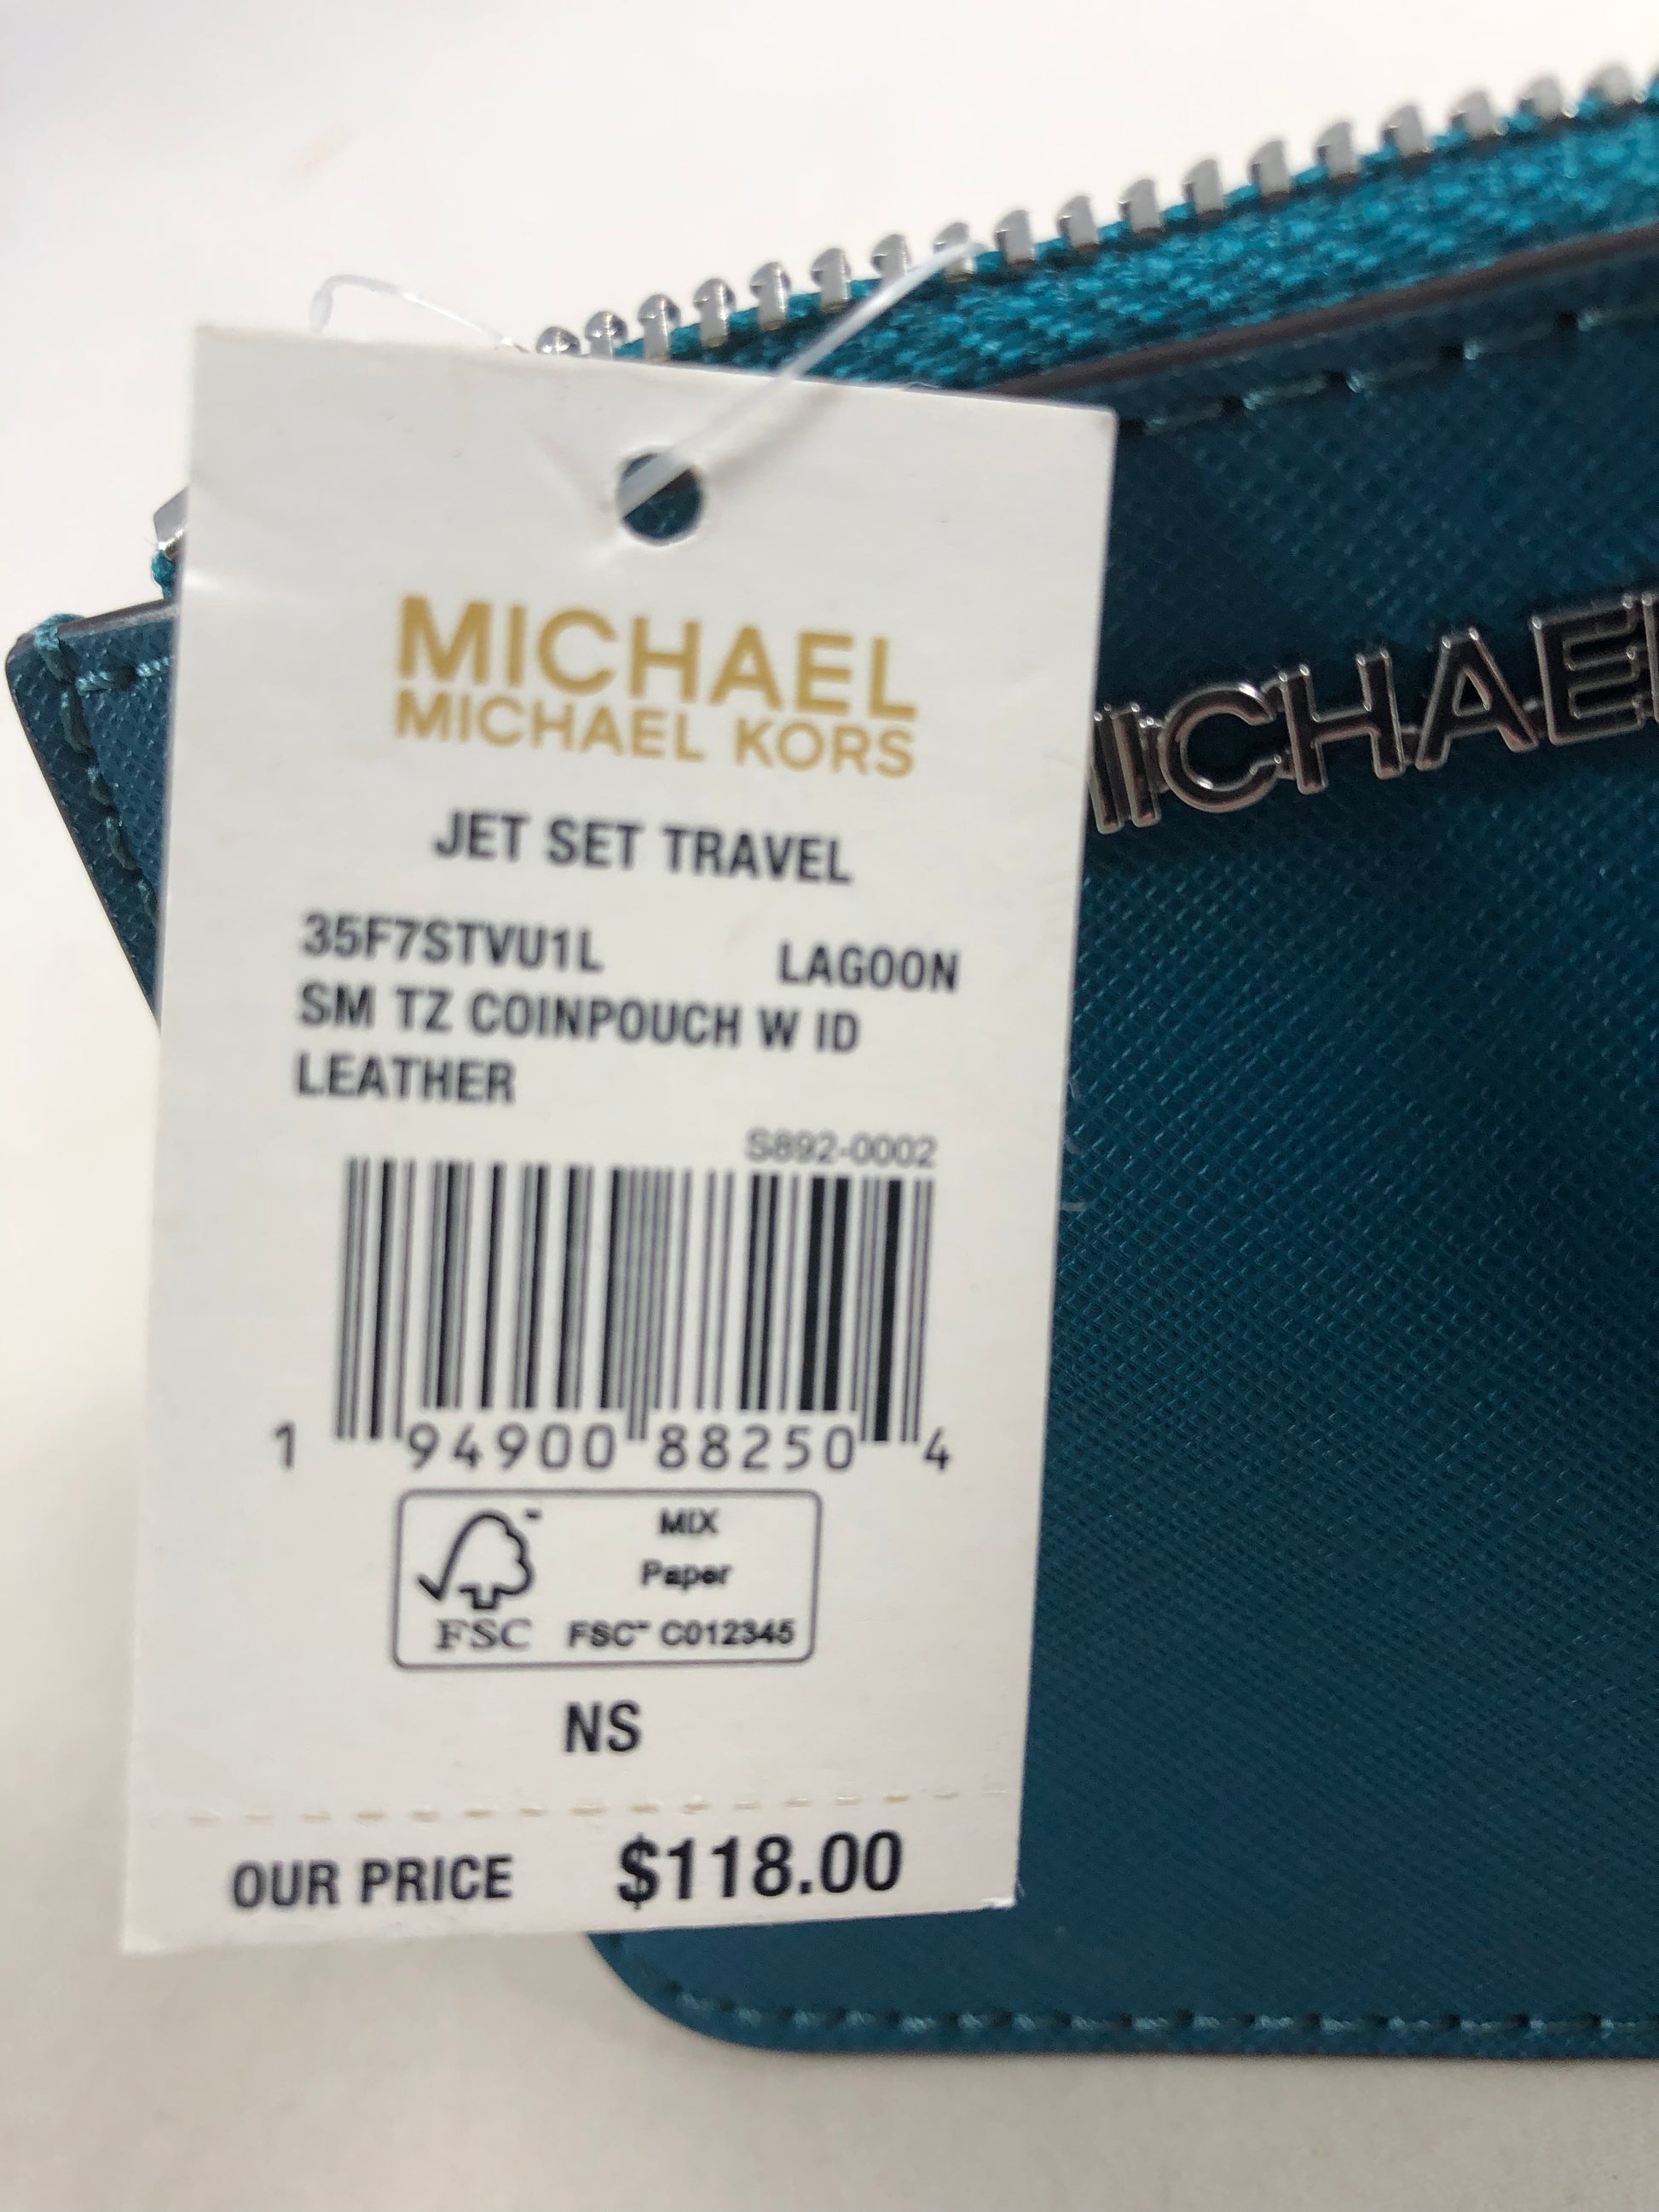 MICHAEL
MICHAEL KORS
JET SET TRAVEL
35F7STVU1L LAGOON
SM TZ COINPOUCH W ID
LEATHER
S892-0002
1 94900 88250 4
FSC
MIX
Paper
FSC™ C012345
NS
OUR PRICE $118.00
MICHAEL